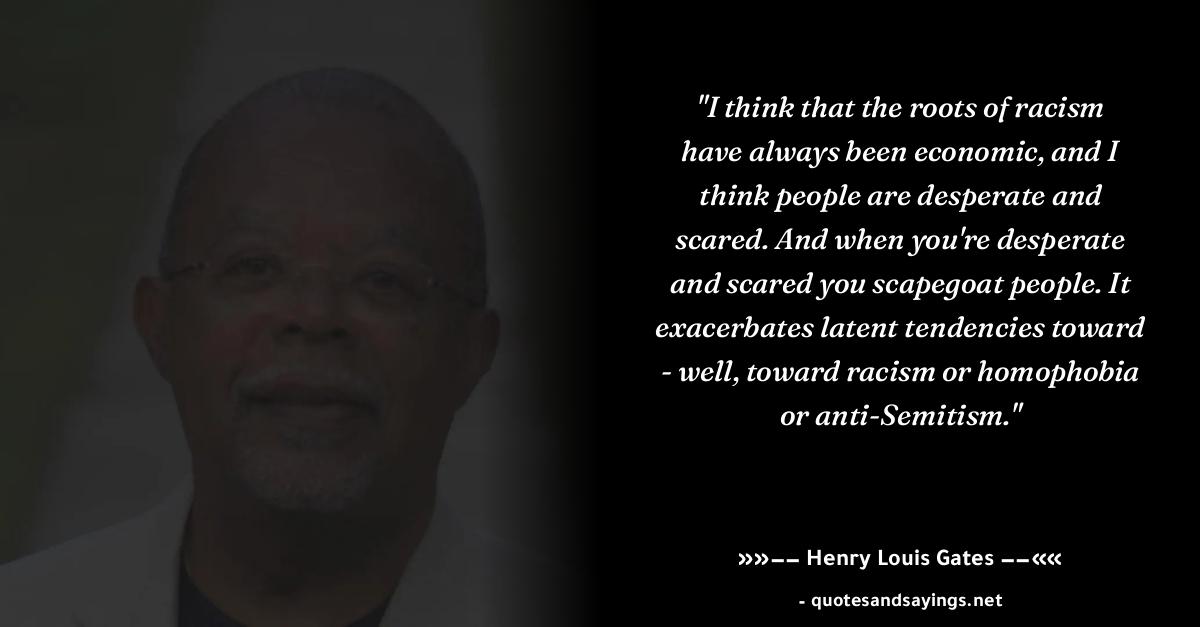 "I think that the roots of racism
have always been economic, and I
think people are desperate and
scared. And when you're desperate
and scared you scapegoat people. It
exacerbates latent tendencies toward
- well, toward racism or homophobia
or anti-Semitism."
»»−− Henry Louis Gates −−««
- quotesandsayings.net